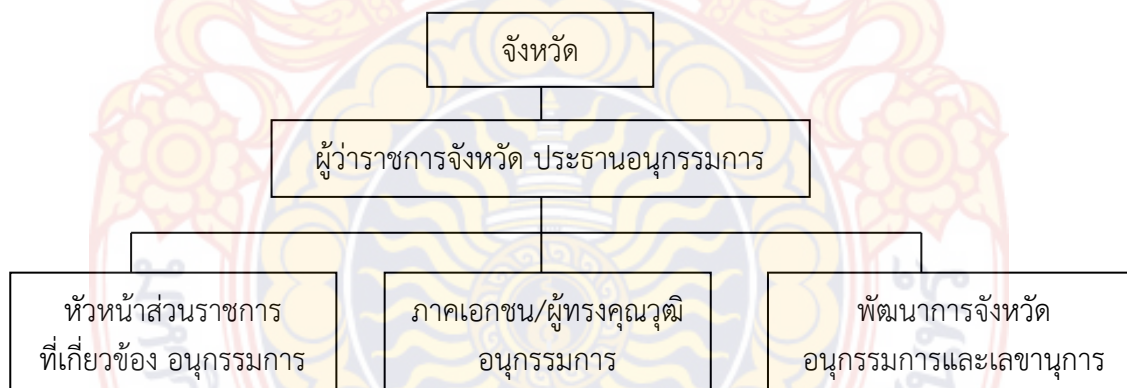 จังหวัด
ผู้ว่าราชการจังหวัด ประธานอนุกรรมการ
หัวหน้าส่วนราชการ
ที่เกี่ยวข้อง อนุกรรมการ
ภาคเอกชน/ผู้ทรงคุณวุฒิ
อนุกรรมการ
พัฒนาการจังหวัด
อนุกรรมการและเลขานุการ